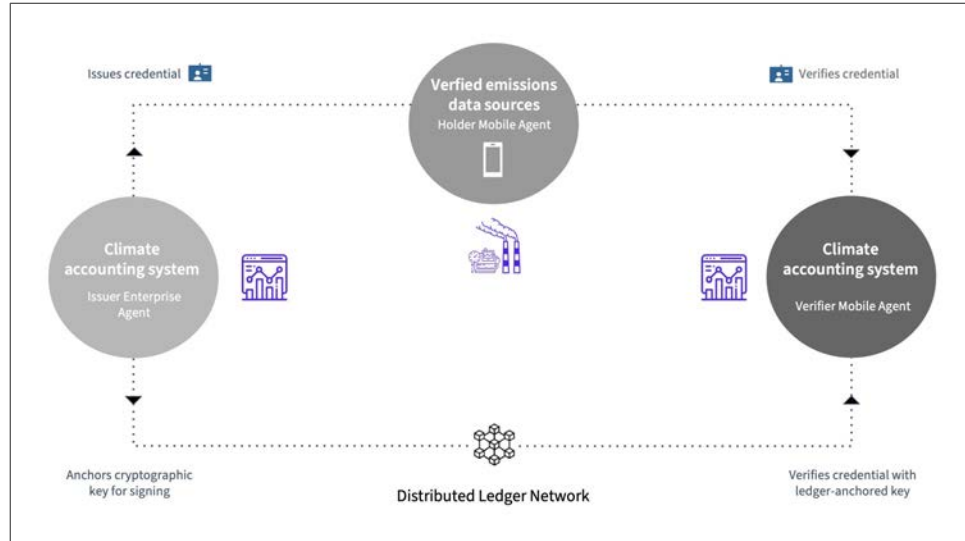 Issues credential
Verfied emissions
data sources
Holder Mobile Agent
Verifies credential
Climate
accounting system
Issuer Enterprise
Agent
Climate
accounting system
Verifier Mobile Agent
Anchors cryptographic
key for signing
Distributed Ledger Network
Verifies credential with
ledger-anchored key